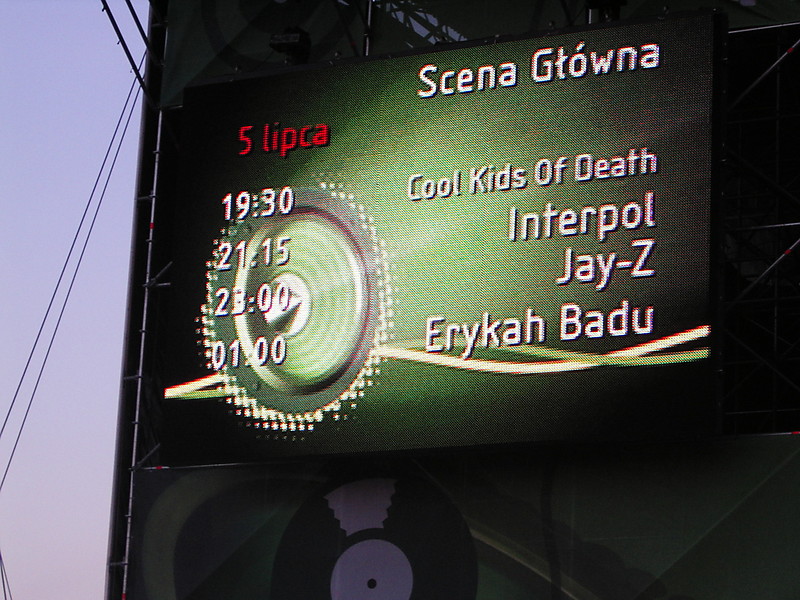 Scena Główna
5 lipca
19:30 Cool Kids Of Death
21:15 Interpol
23:00 Jay-Z
01:00 Erykah Badu